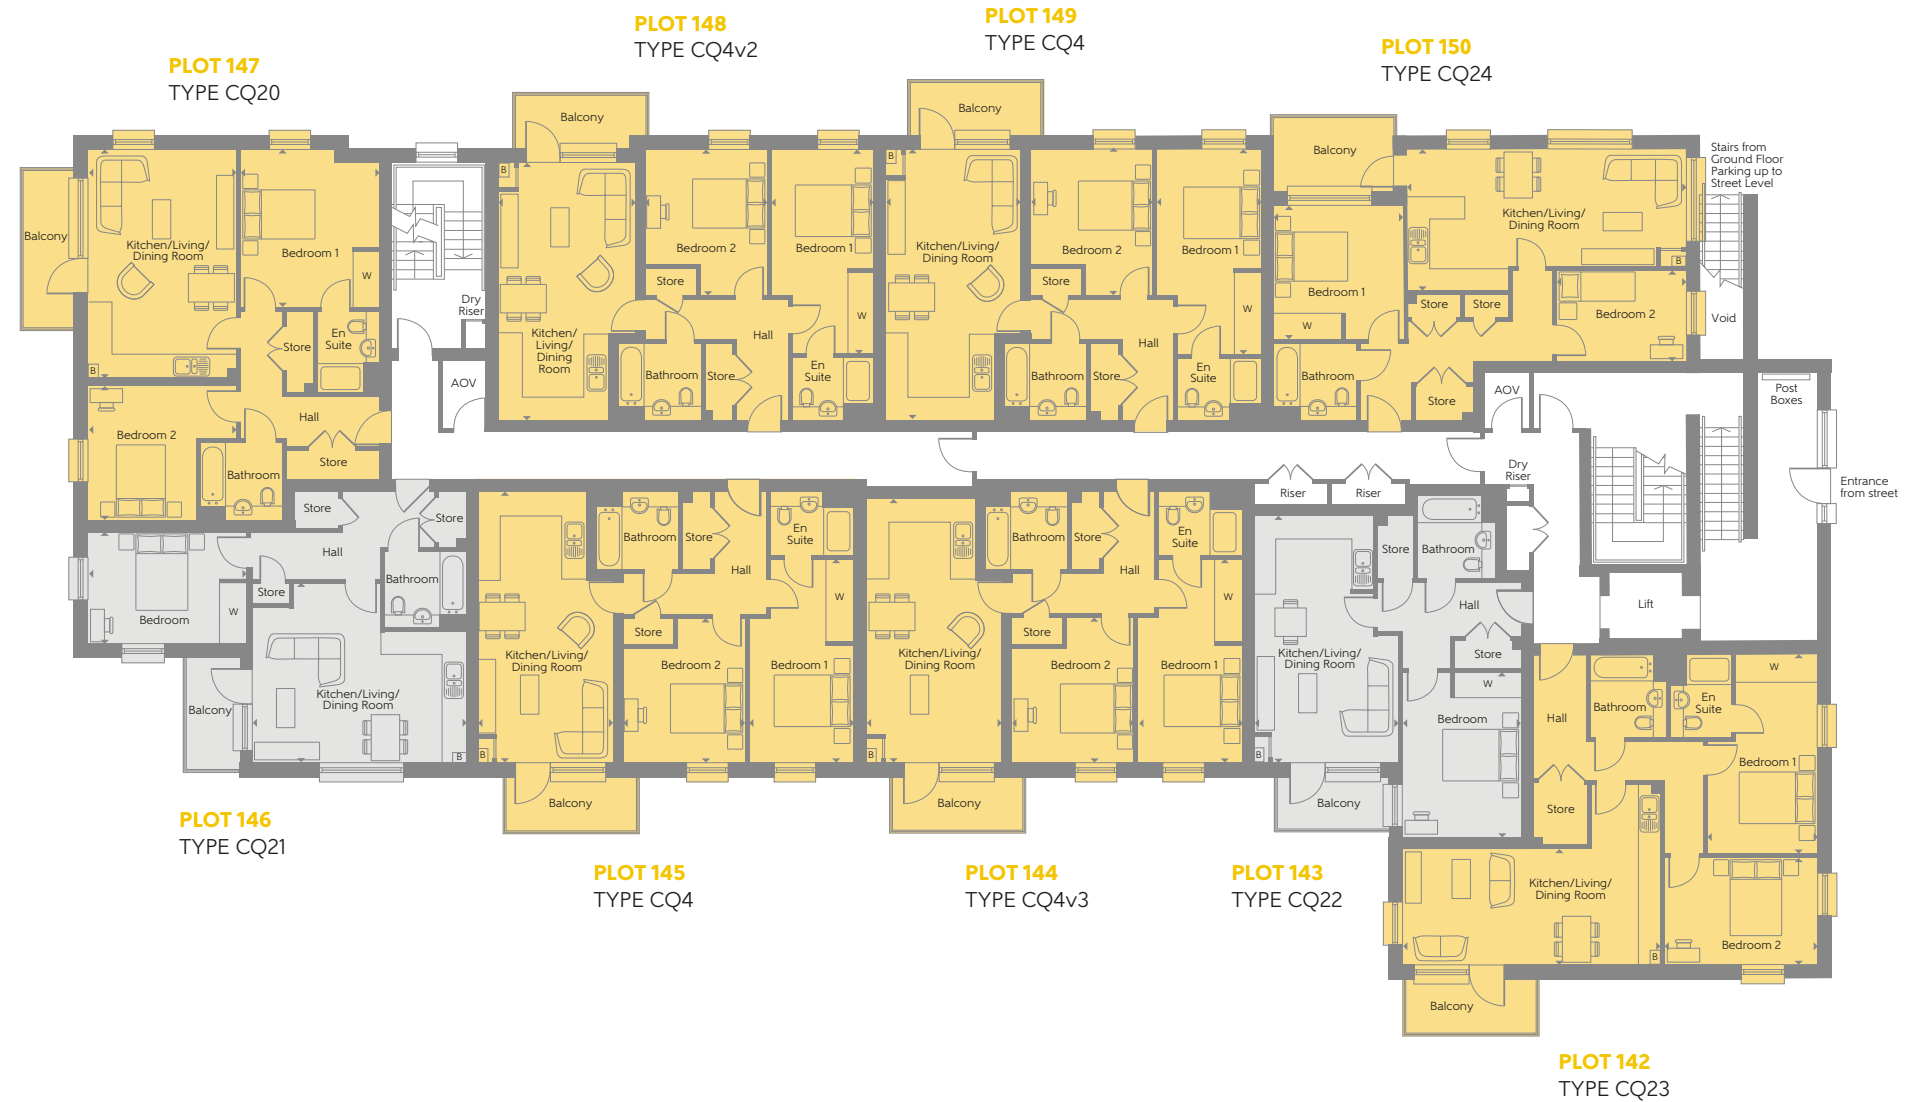 PLOT 147
TYPE CQ20
PLOT 148
TYPE CQ4v2
PLOT 149
TYPE CQ4
PLOT 150
TYPE CQ24
Balcony
Kitchen/Living/
Dining Room
Bedroom 1
W
B
En
Suite
Store
Hall
Bedroom 2
Bathroom
Store
Dry
Riser
AOV
Balcony
B
Kitchen/
Living/
Dining
Room
Bedroom 2
Bedroom 1
Store
W
Hall
Bathroom
Store
En
Suite
Balcony
B
Kitchen/Living/
Dining Room
Bedroom 2
Bedroom 1
Store
W
Hall
Bathroom
Store
En
Suite
Balcony
Kitchen/Living/
Dining Room
B
Bedroom 1
W
Store
Store
Bedroom 2
Bathroom
Store
Stairs from
Ground Floor
Parking up to
Street Level
Void
AOV
Post
Boxes
Dry
Riser
Riser
Riser
Entrance
from street
Lift
Store
Store
Hall
Bathroom
Store
Bedroom
W
Kitchen/Living/
Dining Room
Balcony
B
Bathroom
Store
En
Suite
Hall
W
Store
Kitchen/Living/
Dining Room
Bedroom 2
Bedroom 1
B
Balcony
Bathroom
Store
En
Suite
Hall
W
Store
Kitchen/Living/
Dining Room
Bedroom 2
Bedroom 1
B
Balcony
Store
Bathroom
Hall
Store
Kitchen/Living/
Dining Room
W
Bedroom
B
Balcony
Hall
Bathroom
En
Suite
W
Bedroom 1
Store
Kitchen/Living/
Dining Room
Bedroom 2
B
Balcony
PLOT 146
TYPE CQ21
PLOT 145
TYPE CQ4
PLOT 144
TYPE CQ4v3
PLOT 143
TYPE CQ22
PLOT 142
TYPE CQ23